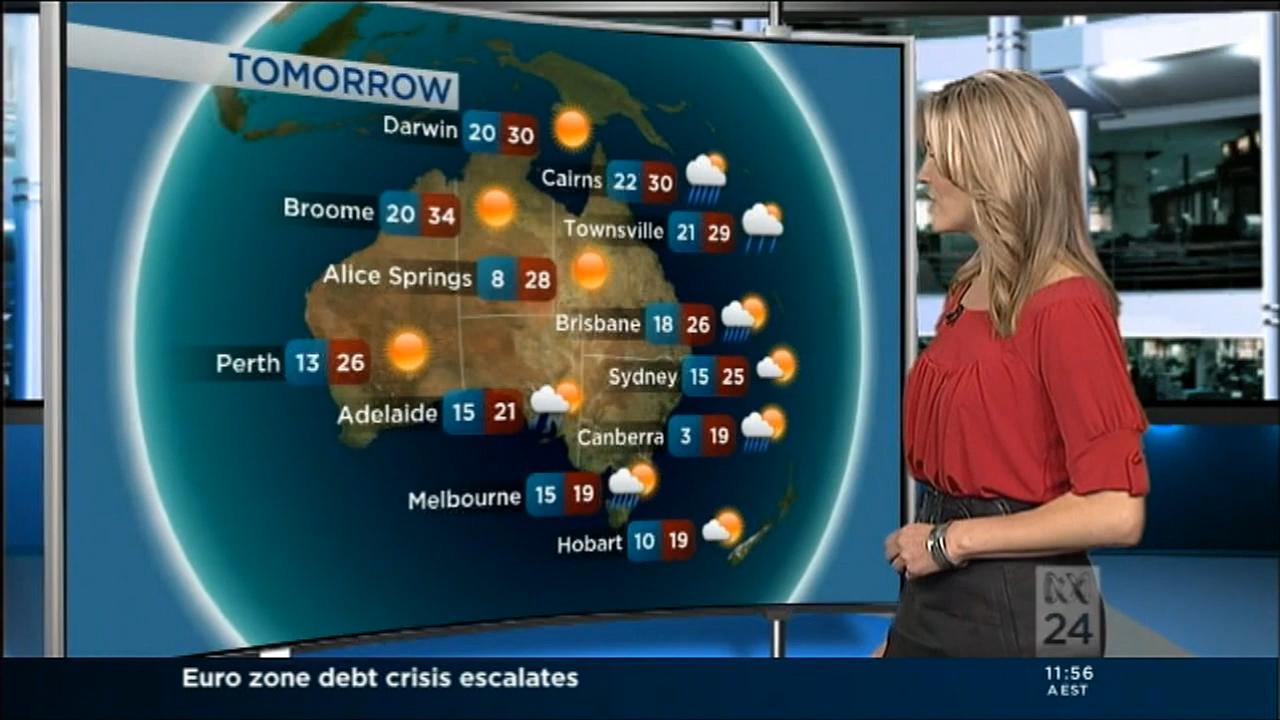 TOMORROW
Darwin 20 30
Cairns 22 30
Broome 20 34
Townsville 21 29
Alice Springs 8 28
Brisbane 18 26
Perth 13 26
Sydney 15 25
Adelaide 15 21
Canberra 3 19
Melbourne 15 19
Hobart 10 19
24
Euro zone debt crisis escalates
11:56
AEST